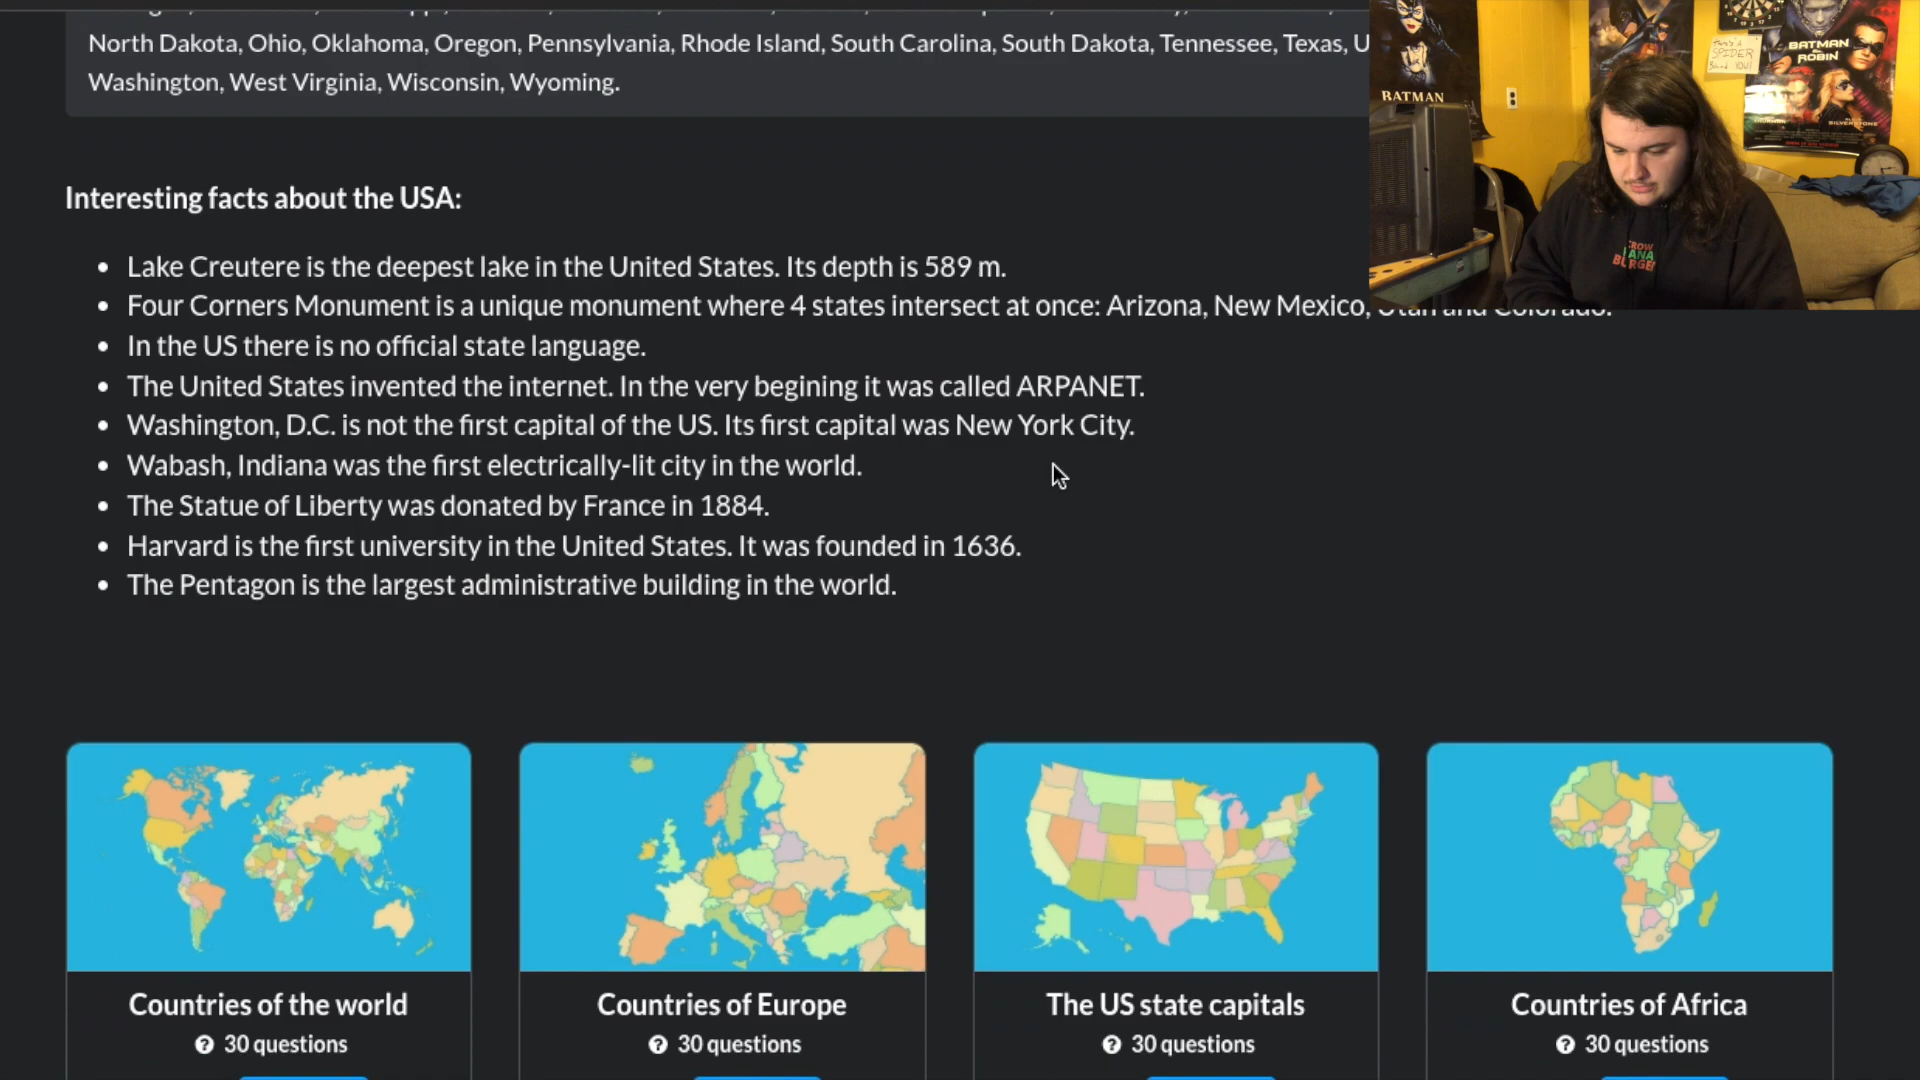 North Dakota, Ohio, Oklahoma, Oregon, Pennsylvania, Rhode Island, South Carolina, South Dakota, Tennessee, Texas, U
Washington, West Virginia, Wisconsin, Wyoming.
There's A
SPIDER
Behind YOU!
BATMAN
ROBIN
BATMAN
Interesting facts about the USA:
• Lake Creutere is the deepest lake in the United States. Its depth is 589 m.
• Four Corners Monument is a unique monument where 4 states intersect at once: Arizona, New Mexico, Utah and Colorado.
• In the US there is no official state language.
• The United States invented the internet. In the very begining it was called ARPANET.
• Washington, D.C. is not the first capital of the US. Its first capital was New York City.
• Wabash, Indiana was the first electrically-lit city in the world.
• The Statue of Liberty was donated by France in 1884.
• Harvard is the first university in the United States. It was founded in 1636.
• The Pentagon is the largest administrative building in the world.
Countries of the world
30 questions
Countries of Europe
30 questions
The US state capitals
30 questions
Countries of Africa
30 questions